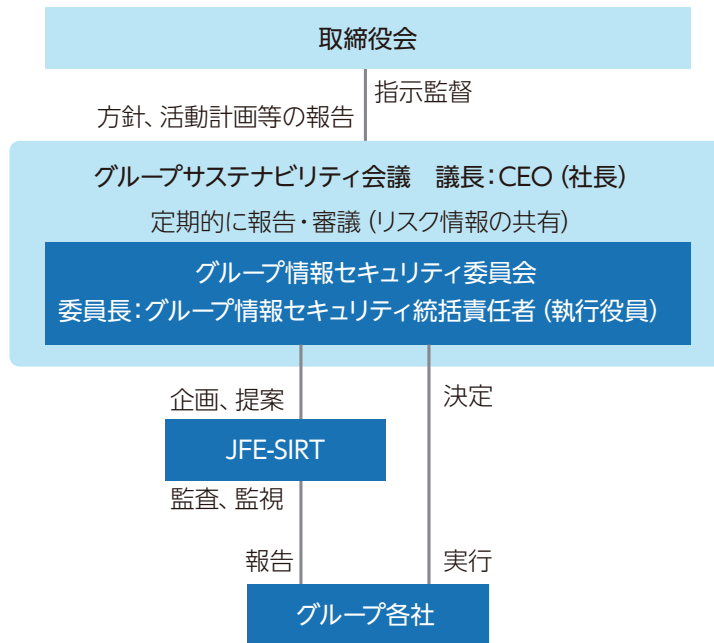 取締役会
指示監督
方針、活動計画等の報告
グループサステナビリティ会議　議長：CEO（社長）
定期的に報告・審議（リスク情報の共有）
グループ情報セキュリティ委員会
委員長：グループ情報セキュリティ統括責任者（執行役員）
企画、提案
決定
JFE-SIRT
監査、監視
報告
実行
グループ各社